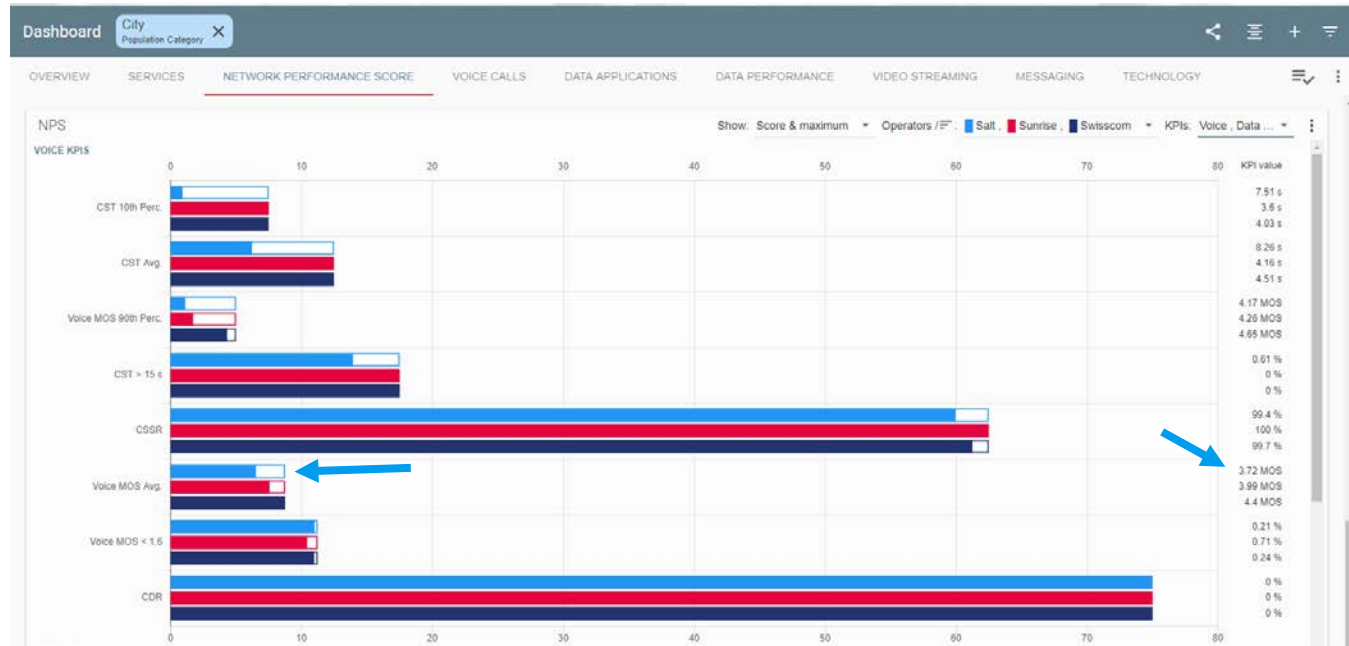 Dashboard
City
Population Category
OVERVIEW SERVICES NETWORK PERFORMANCE SCORE VOICE CALLS DATA APPLICATIONS DATA PERFORMANCE VIDEO STREAMING MESSAGING TECHNOLOGY
NPS Show: Score & maximum Operators / : Salt , Sunrise , Swisscom KPIs: Voice , Data ...
VOICE KPIS
0 10 20 30 40 50 60 70 80 KPI value
CST 10th Perc.
7.51 s
3.6 s
4.03 s
CST Avg.
8.26 s
4.16 s
4.51 s
Voice MOS 90th Perc.
4.17 MOS
4.26 MOS
4.65 MOS
CST > 15 s
0.61 %
0 %
0 %
CSSR
99.4 %
100 %
99.7 %
Voice MOS Avg.
3.72 MOS
3.99 MOS
4.4 MOS
Voice MOS < 1.6
0.21 %
0.71 %
0.24 %
CDR
0 %
0 %
0 %
0 10 20 30 40 50 60 70 80